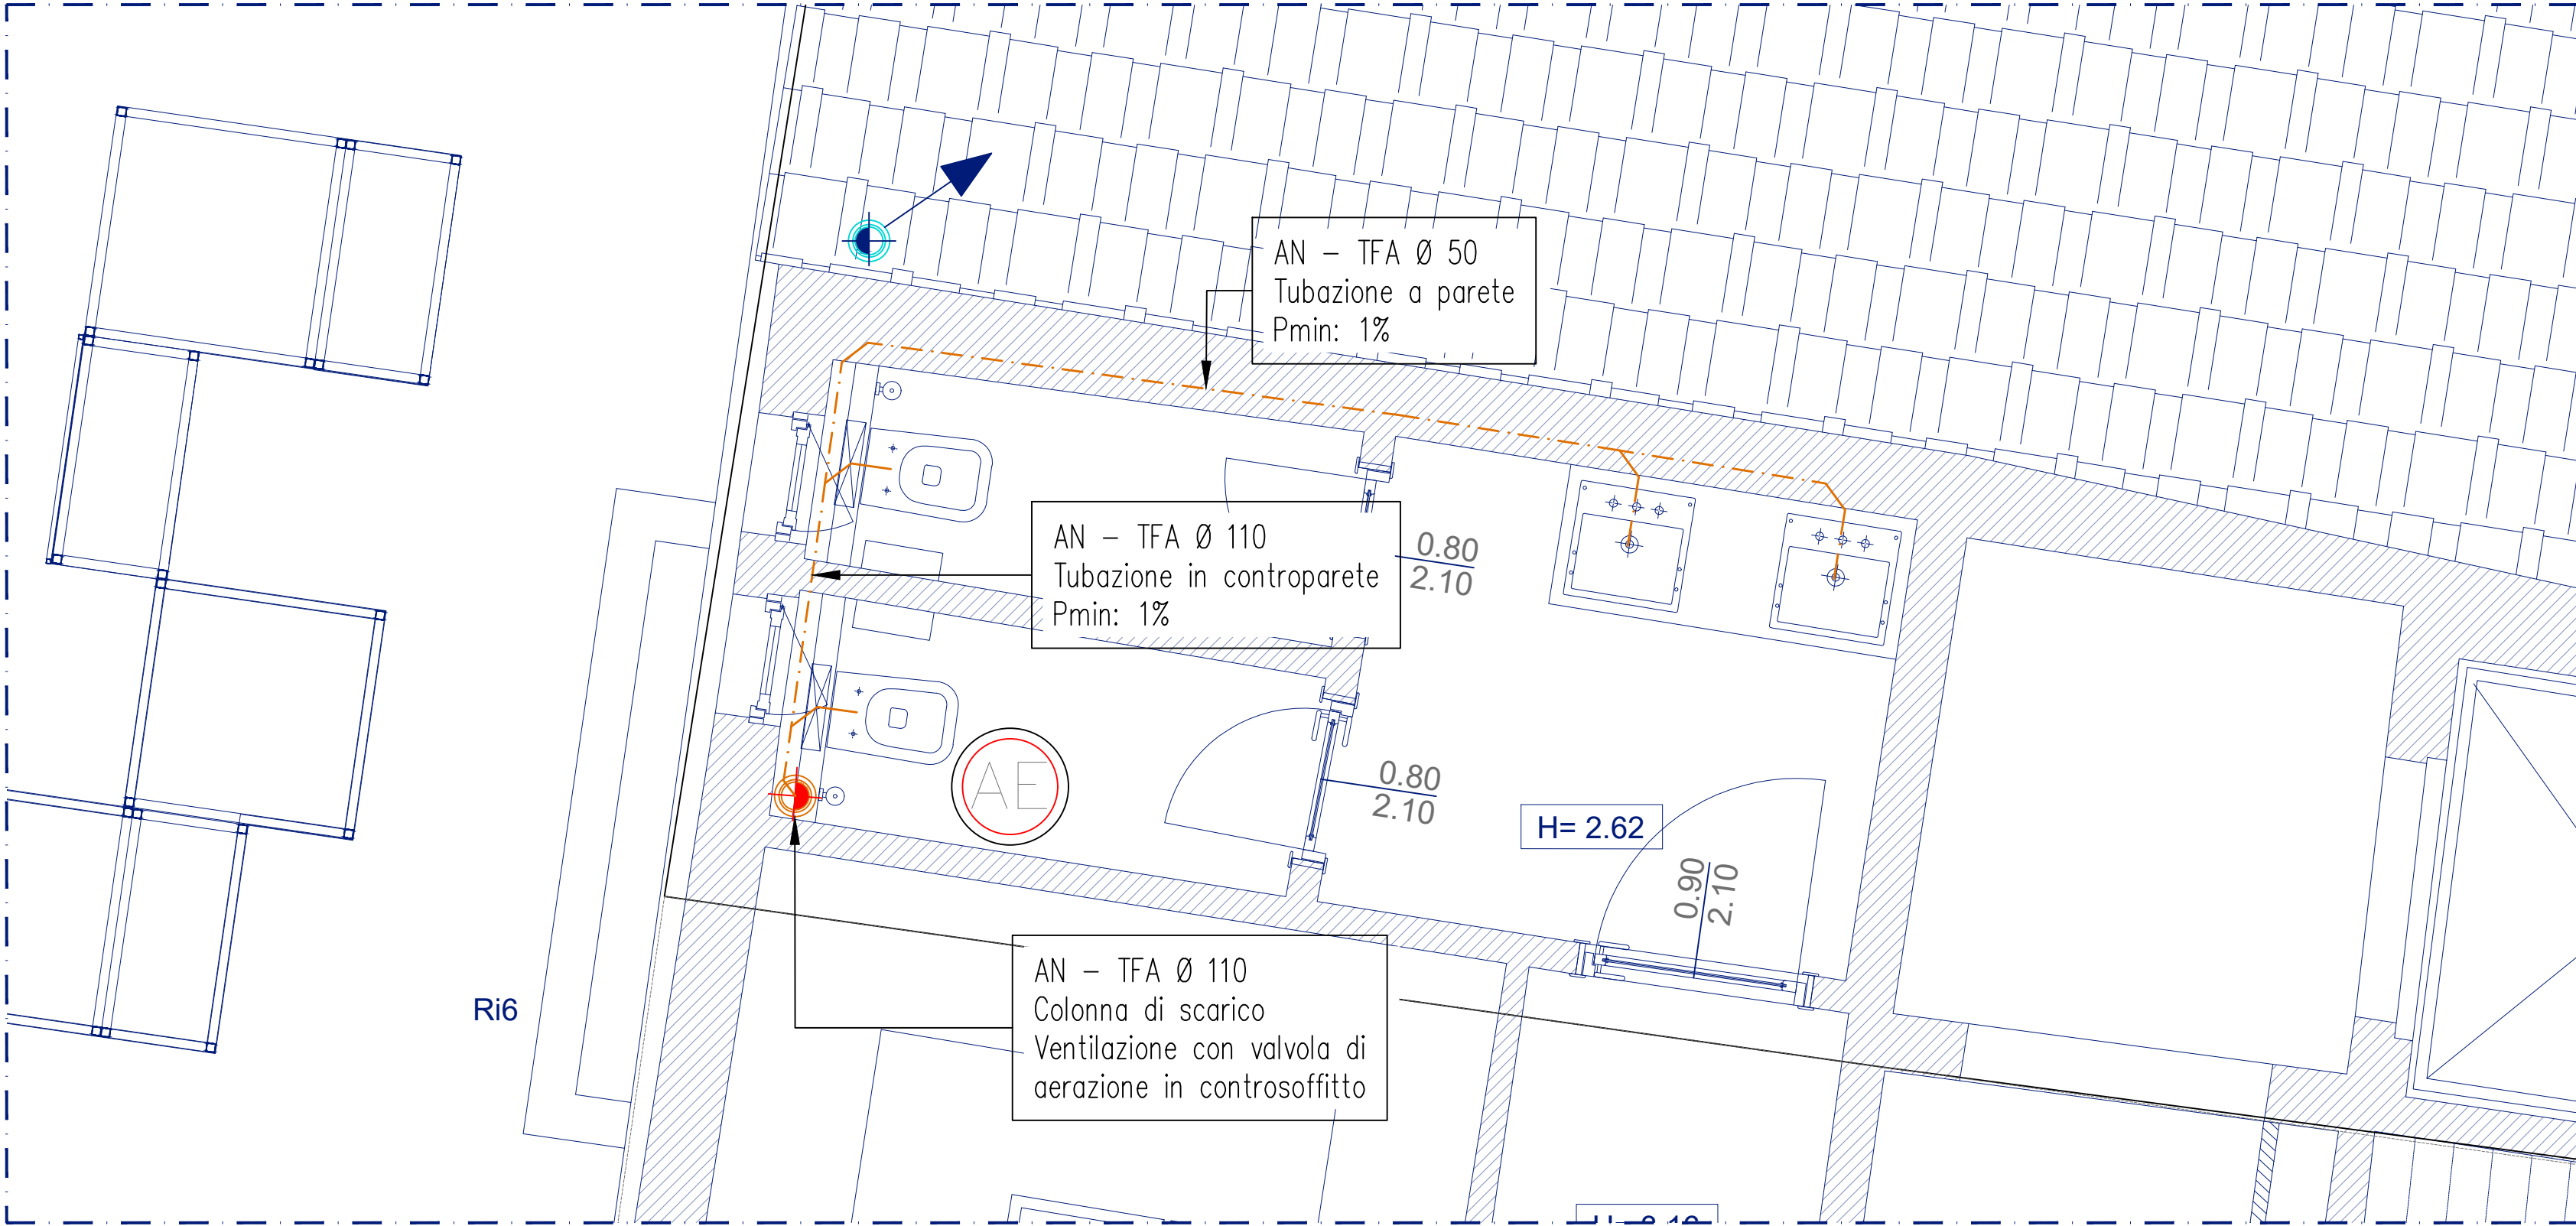 AN – TFA Ø 50
Tubazione a parete
Pmin: 1%
AN – TFA Ø 110
Tubazione in controparete
Pmin: 1%
0.80
2.10
AE
0.80
2.10
H= 2.62
0.90
2.10
AN – TFA Ø 110
Colonna di scarico
Ventilazione con valvola di
aerazione in controsoffitto
Ri6